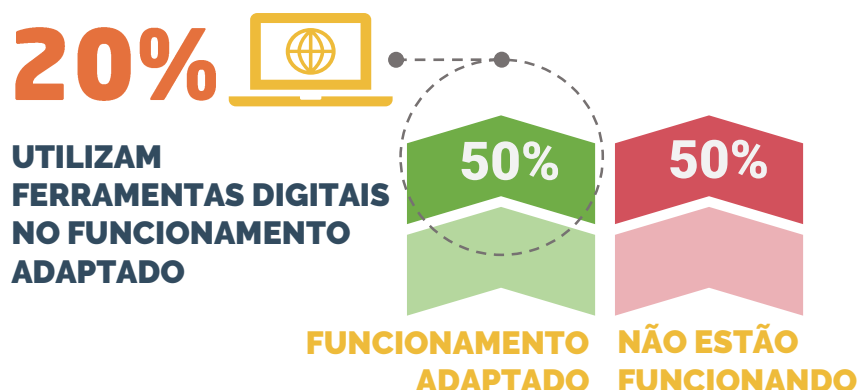 20%
UTILIZAM
FERRAMENTAS DIGITAIS
NO FUNCIONAMENTO
ADAPTADO
50%
50%
FUNCIONAMENTO
ADAPTADO
NÃO ESTÃO
FUNCIONANDO